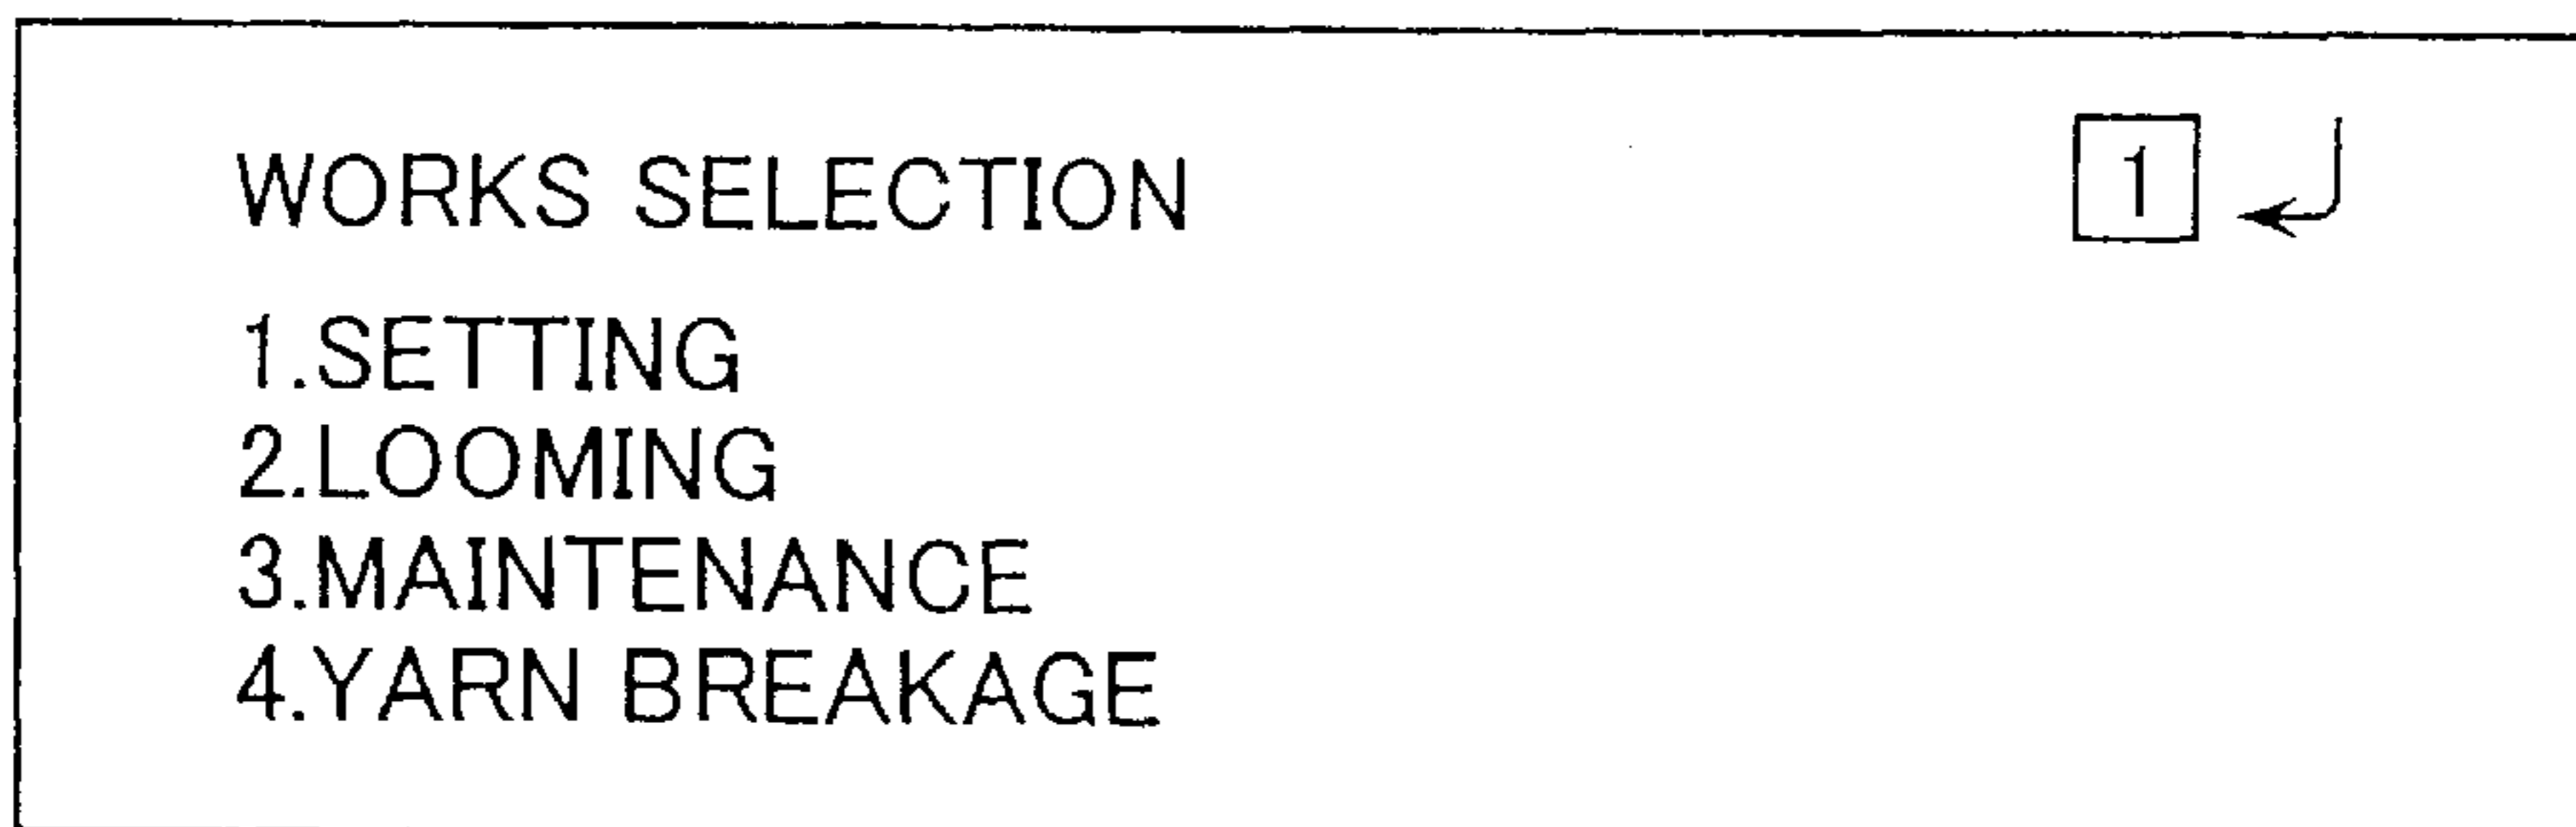 WORKS SELECTION 1
1.SETTING
2.LOOMING
3.MAINTENANCE
4.YARN BREAKAGE